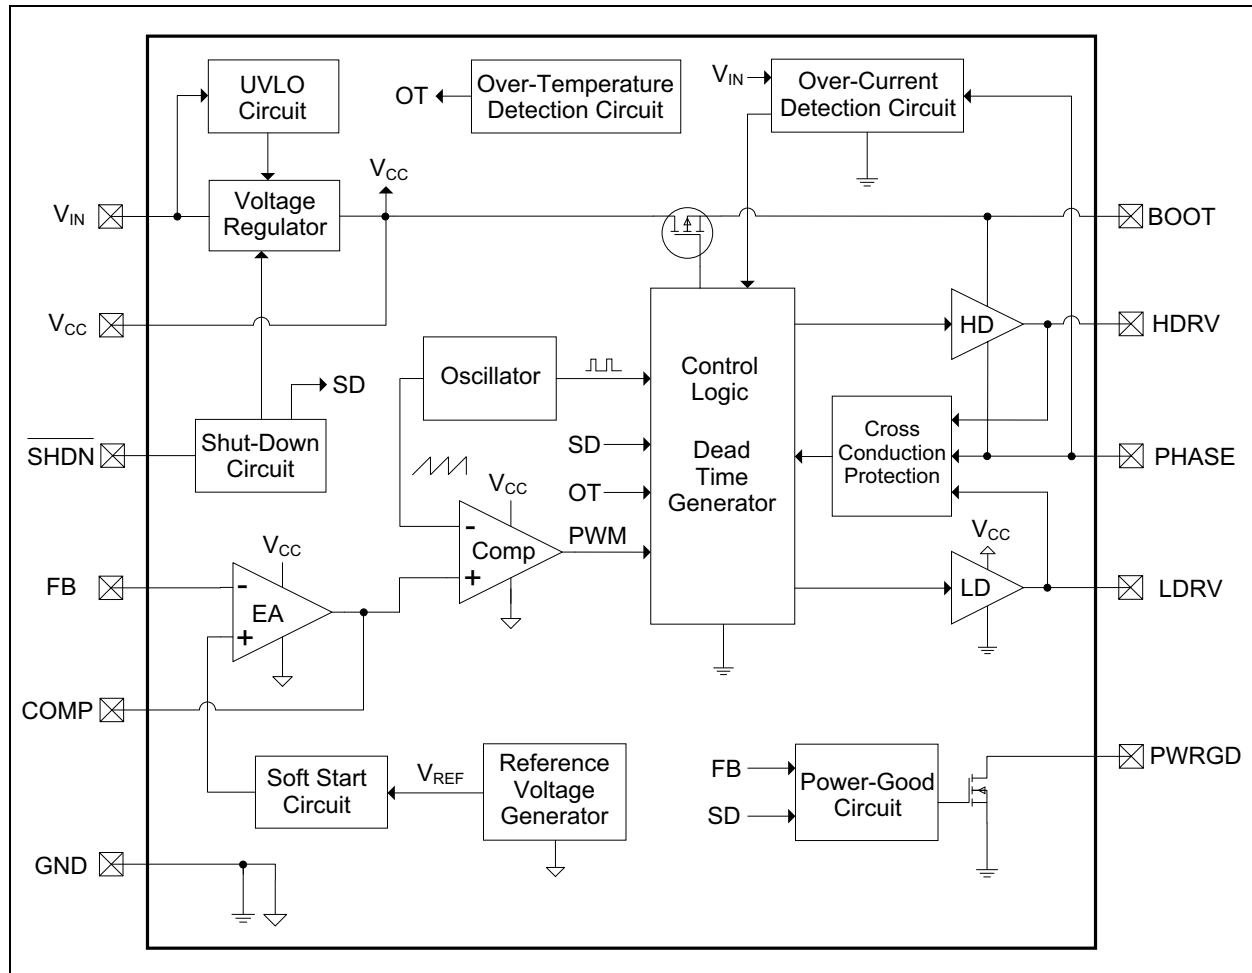 UVLO
Circuit
OT
Over-Temperature
Detection Circuit
VIN
Over-Current
Detection Circuit
VCC
VIN
Voltage
Regulator
BOOT
VCC
HD
HDRV
Oscillator
Control
Logic
SD
SHDN
Shut-Down
Circuit
SD
Dead
Time
Generator
Cross
Conduction
Protection
PHASE
OT
VCC
-
Comp
+
PWM
VCC
FB
-
EA
+
VCC
LD
LDRV
COMP
Soft Start
Circuit
VREF
Reference
Voltage
Generator
FB
SD
Power-Good
Circuit
PWRGD
GND